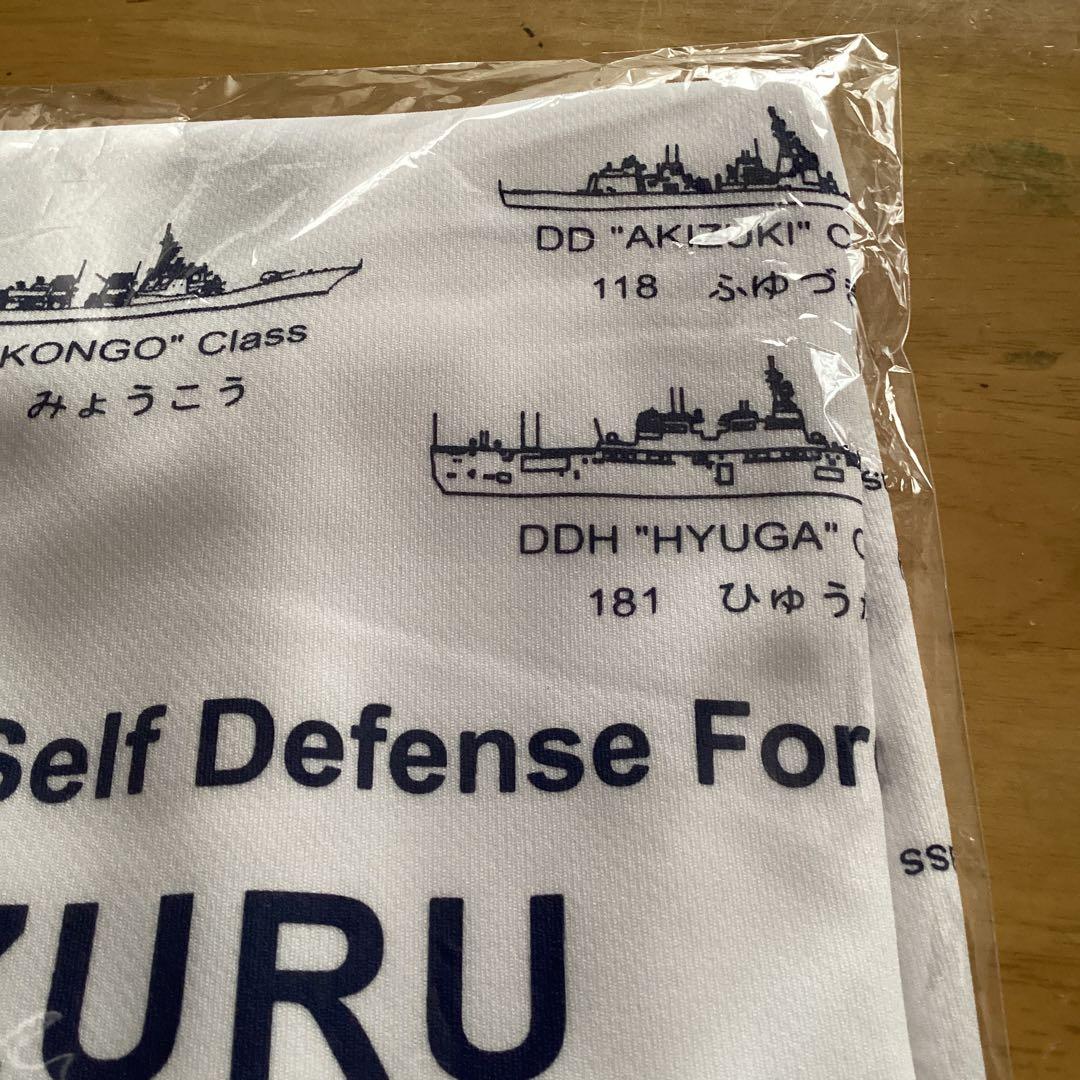 DD "AKIZUKI" C
118 ふゆづ
KONGO" Class
みょうこう
DDH "HYUGA"
181 ひゅう
Self Defense For
ZURU
ss